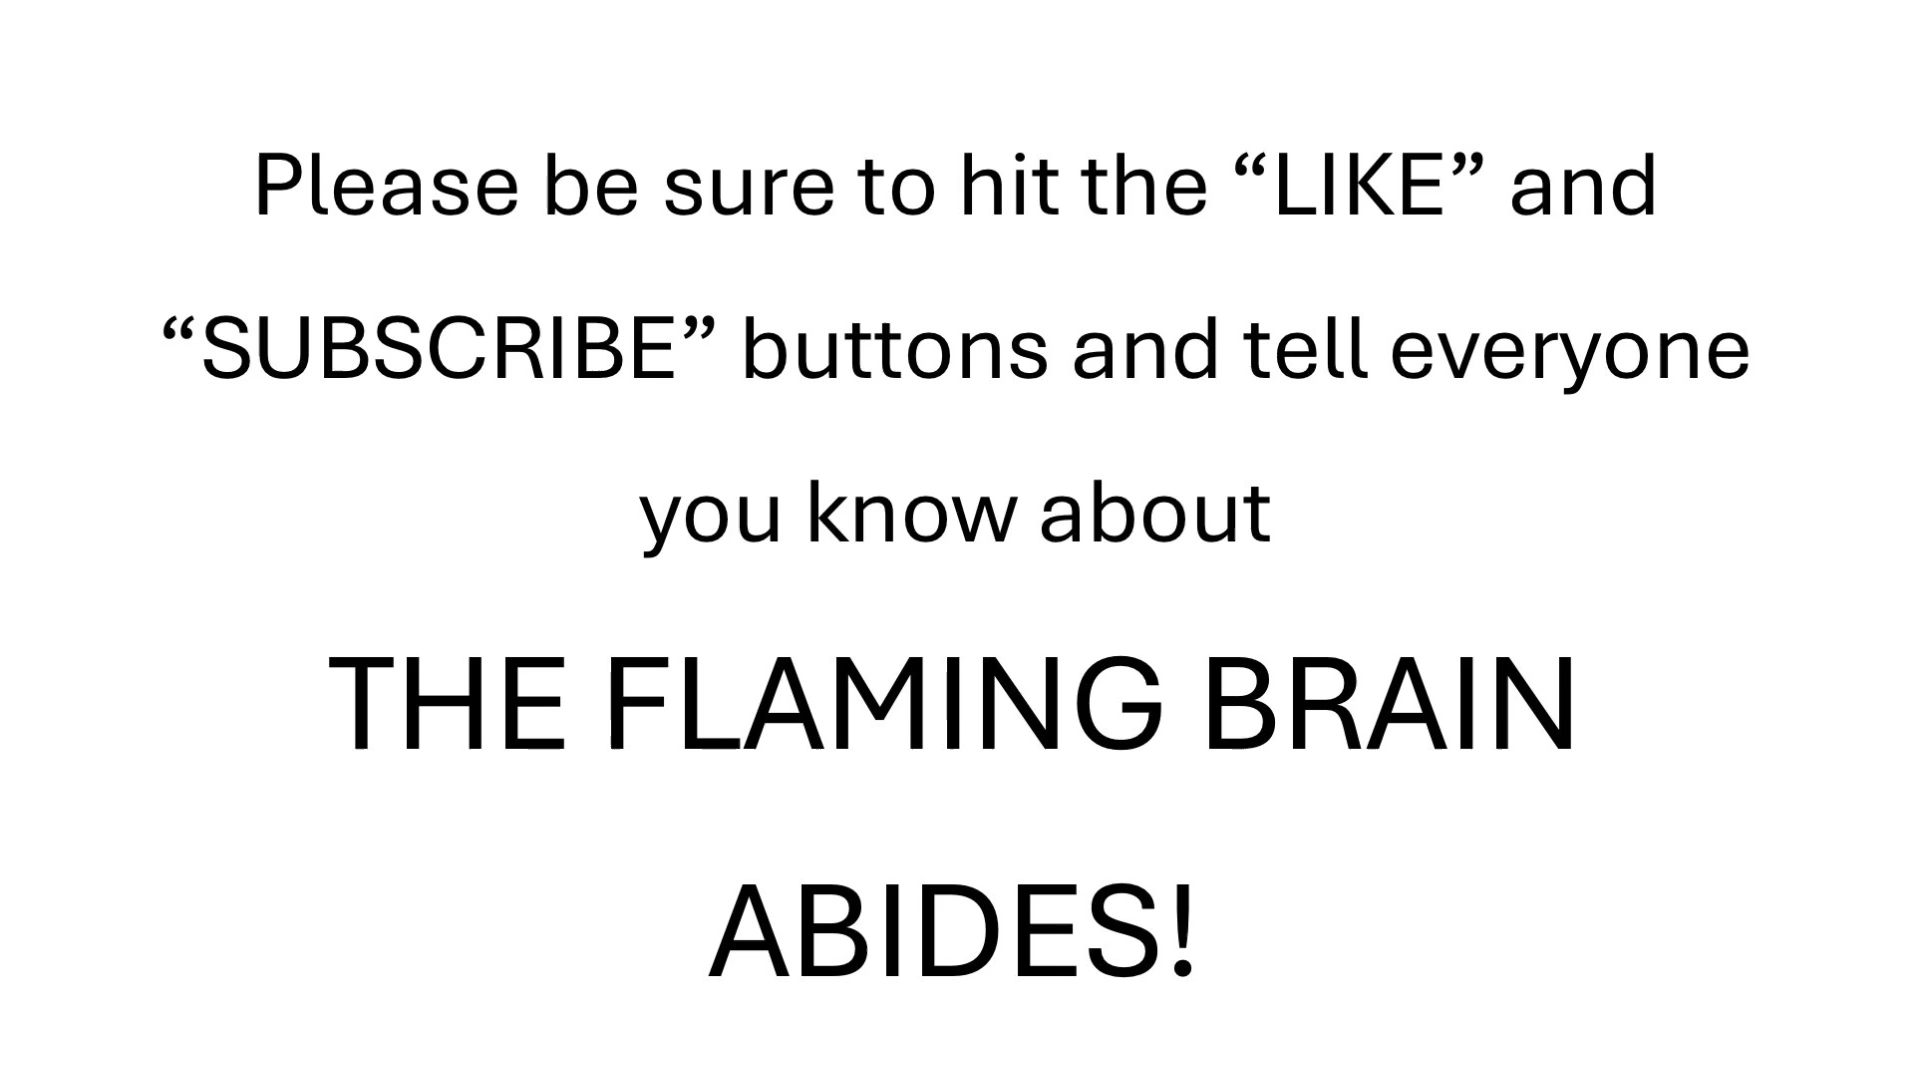 Please be sure to hit the “LIKE” and
“SUBSCRIBE” buttons and tell everyone
you know about
THE FLAMING BRAIN
ABIDES!